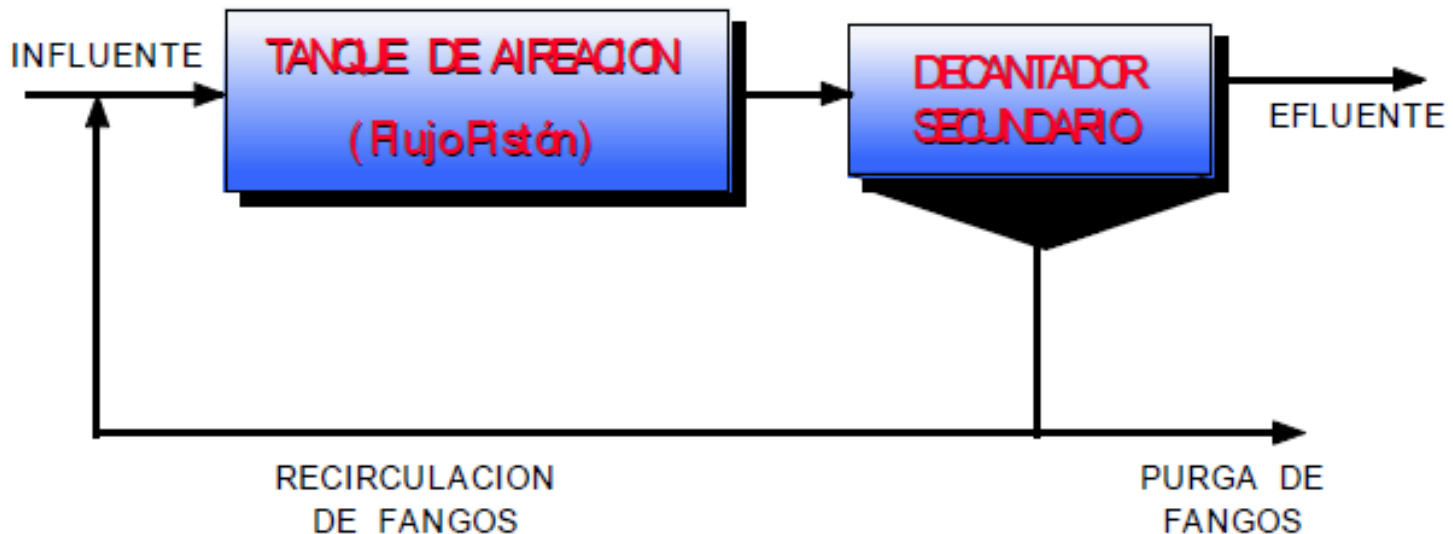 INFLUENTE
TANQUE DE AIREACION
(Flujo Pistón)
DECANTADOR
SECUNDARIO
EFLUENTE
RECIRCULACION
DE FANGOS
PURGA DE
FANGOS